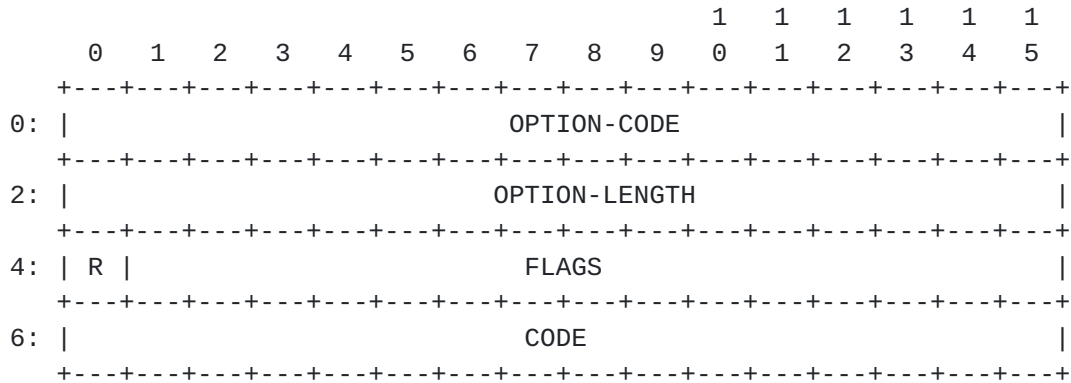 1   1   1   1   1   1
     0   1   2   3   4   5   6   7   8   9   0   1   2   3   4   5
   +---+---+---+---+---+---+---+---+---+---+---+---+---+---+---+---+
0: |                            OPTION-CODE                        |
   +---+---+---+---+---+---+---+---+---+---+---+---+---+---+---+---+
2: |                           OPTION-LENGTH                       |
   +---+---+---+---+---+---+---+---+---+---+---+---+---+---+---+---+
4: | R |                         FLAGS                             |
   +---+---+---+---+---+---+---+---+---+---+---+---+---+---+---+---+
6: |                             CODE                              |
   +---+---+---+---+---+---+---+---+---+---+---+---+---+---+---+---+